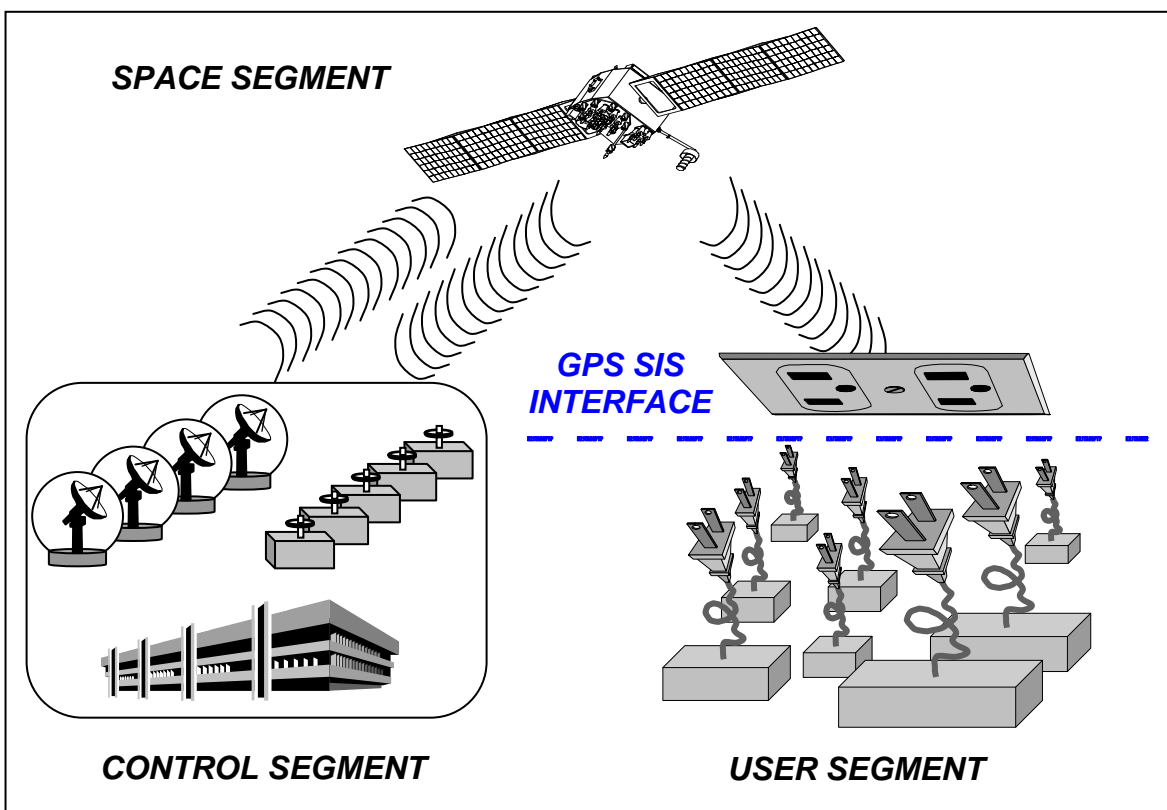 SPACE SEGMENT
GPS SIS
INTERFACE
CONTROL SEGMENT
USER SEGMENT